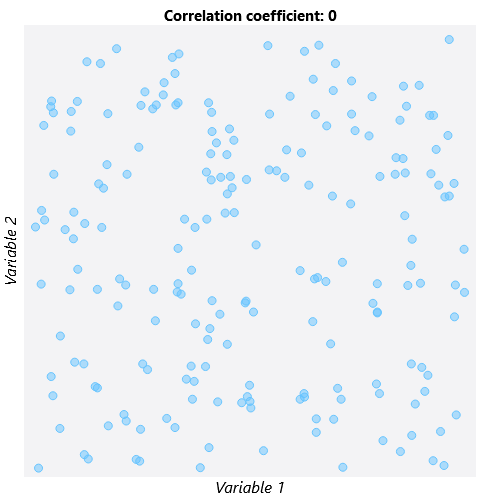 Correlation coefficient: 0
Variable 2
Variable 1